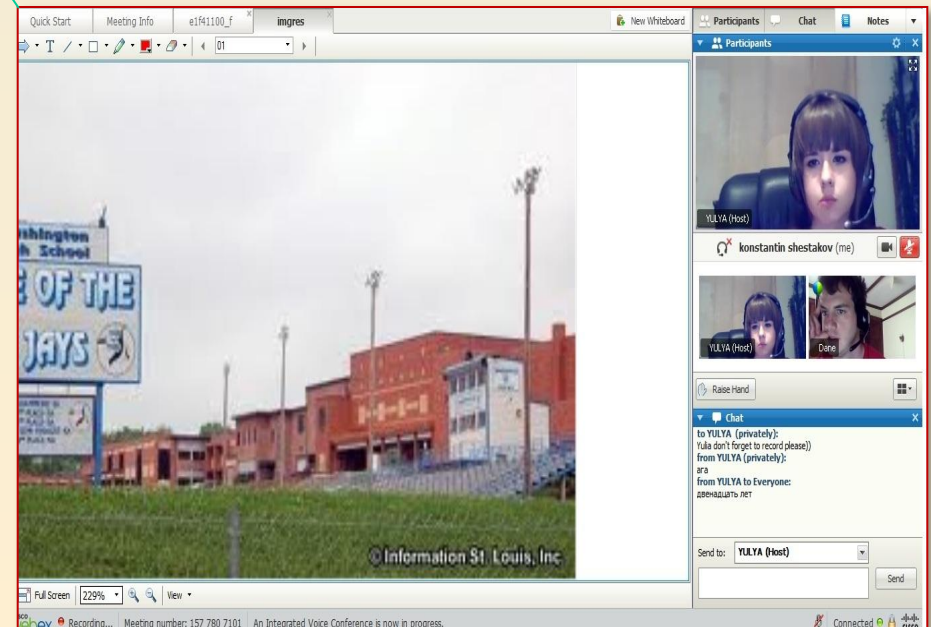 Quick Start
Meeting Info
e1f41100_f
imgres
New Whiteboard
Participants
Chat
Notes
T
01
Participants
YULYA (Host)
konstantin shestakov (me)
YULYA (Host)
Dane
Raise Hand
Chat
to YULYA (privately):
Yulia don't forget to record please))
from YULYA (privately):
ага
from YULYA to Everyone:
двенадцать лет
Send to:
YULYA (Host)
Send
shington
h School
E OF THE
JAYS
© Information St. Louis, Inc
Full Screen
229%
View
Recording...
Meeting number: 157 780 7101
An Integrated Voice Conference is now in progress.
Connected